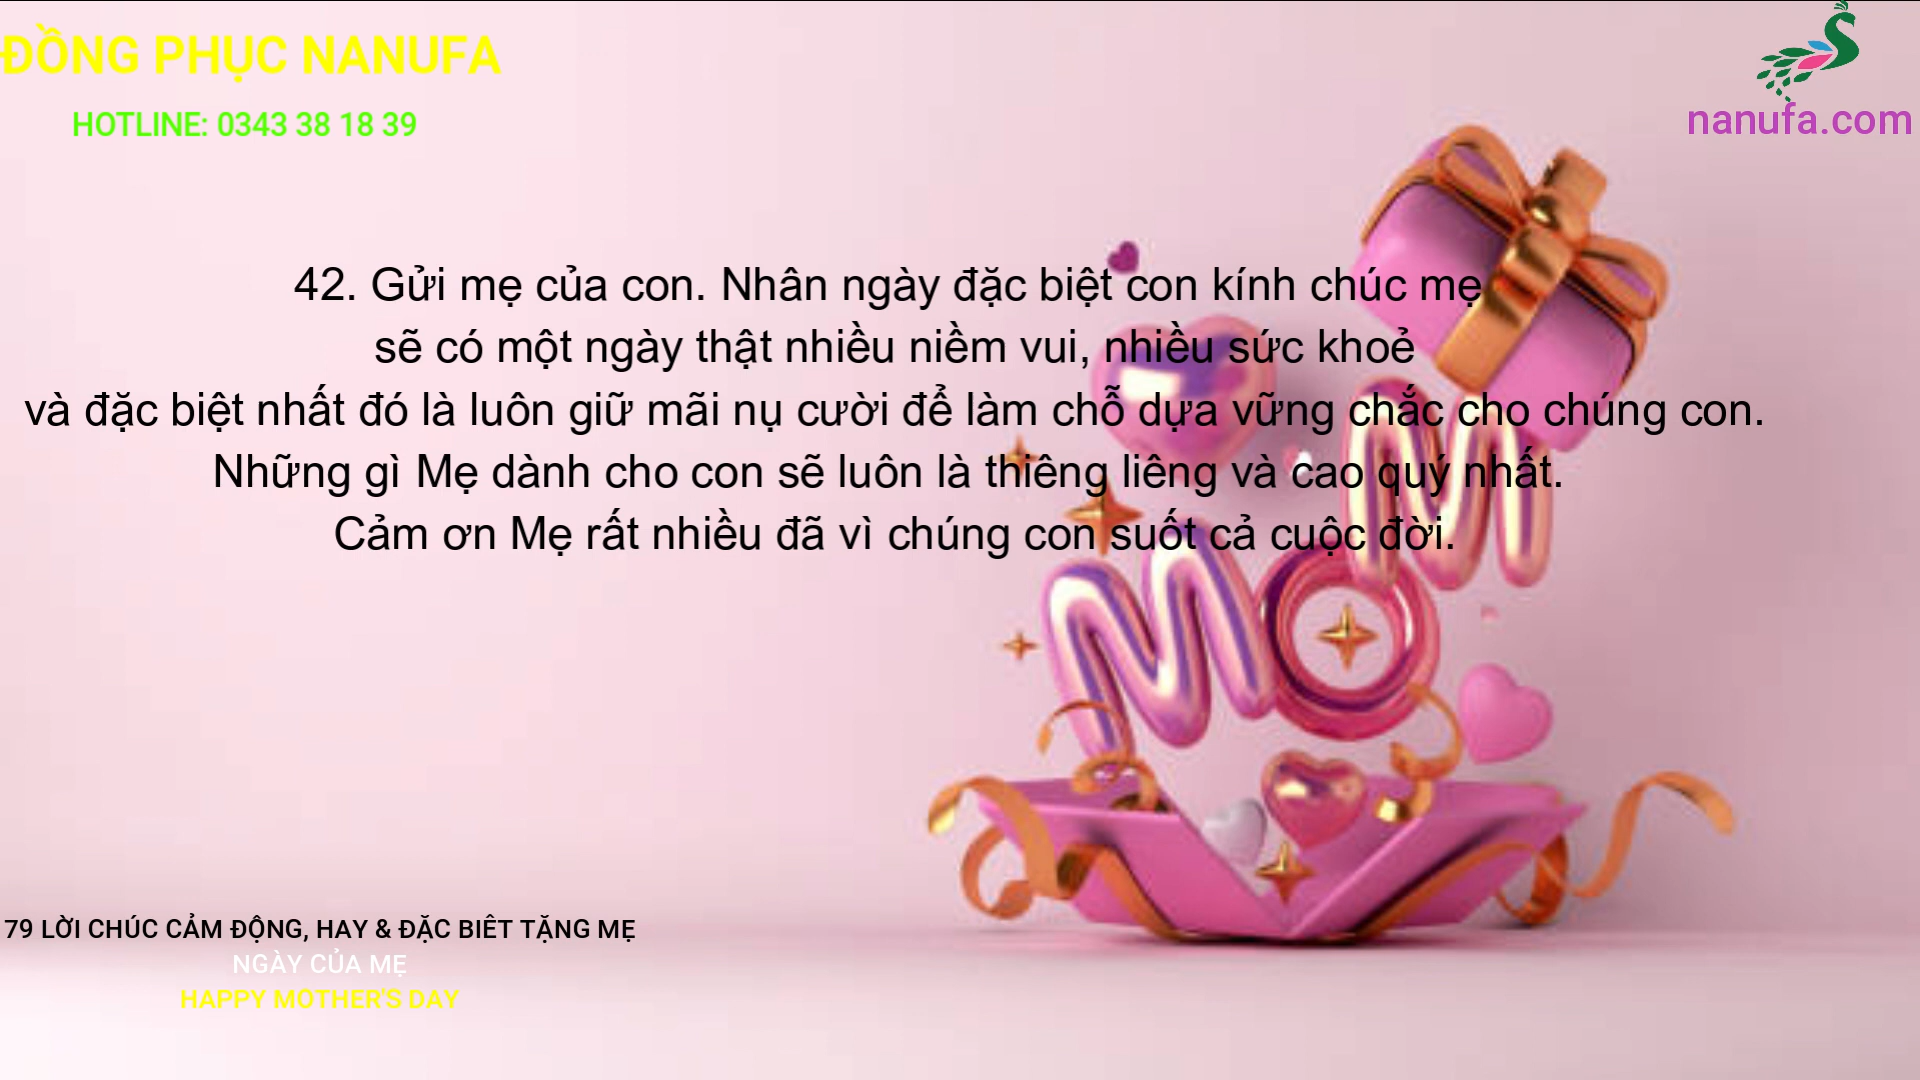 ĐỒNG PHỤC NANUFA
HOTLINE: 0343 38 18 39
nanufa.com
42. Gửi mẹ của con. Nhân ngày đặc biệt con kính chúc mẹ
sẽ có một ngày thật nhiều niềm vui, nhiều sức khoẻ
và đặc biệt nhất đó là luôn giữ mãi nụ cười để làm chỗ dựa vững chắc cho chúng con.
Những gì Mẹ dành cho con sẽ luôn là thiêng liêng và cao quý nhất.
Cảm ơn Mẹ rất nhiều đã vì chúng con suốt cả cuộc đời.
MOM
79 LỜI CHÚC CẢM ĐỘNG, HAY & ĐẶC BIÊT TẶNG MẸ
NGÀY CỦA MẸ
HAPPY MOTHER'S DAY